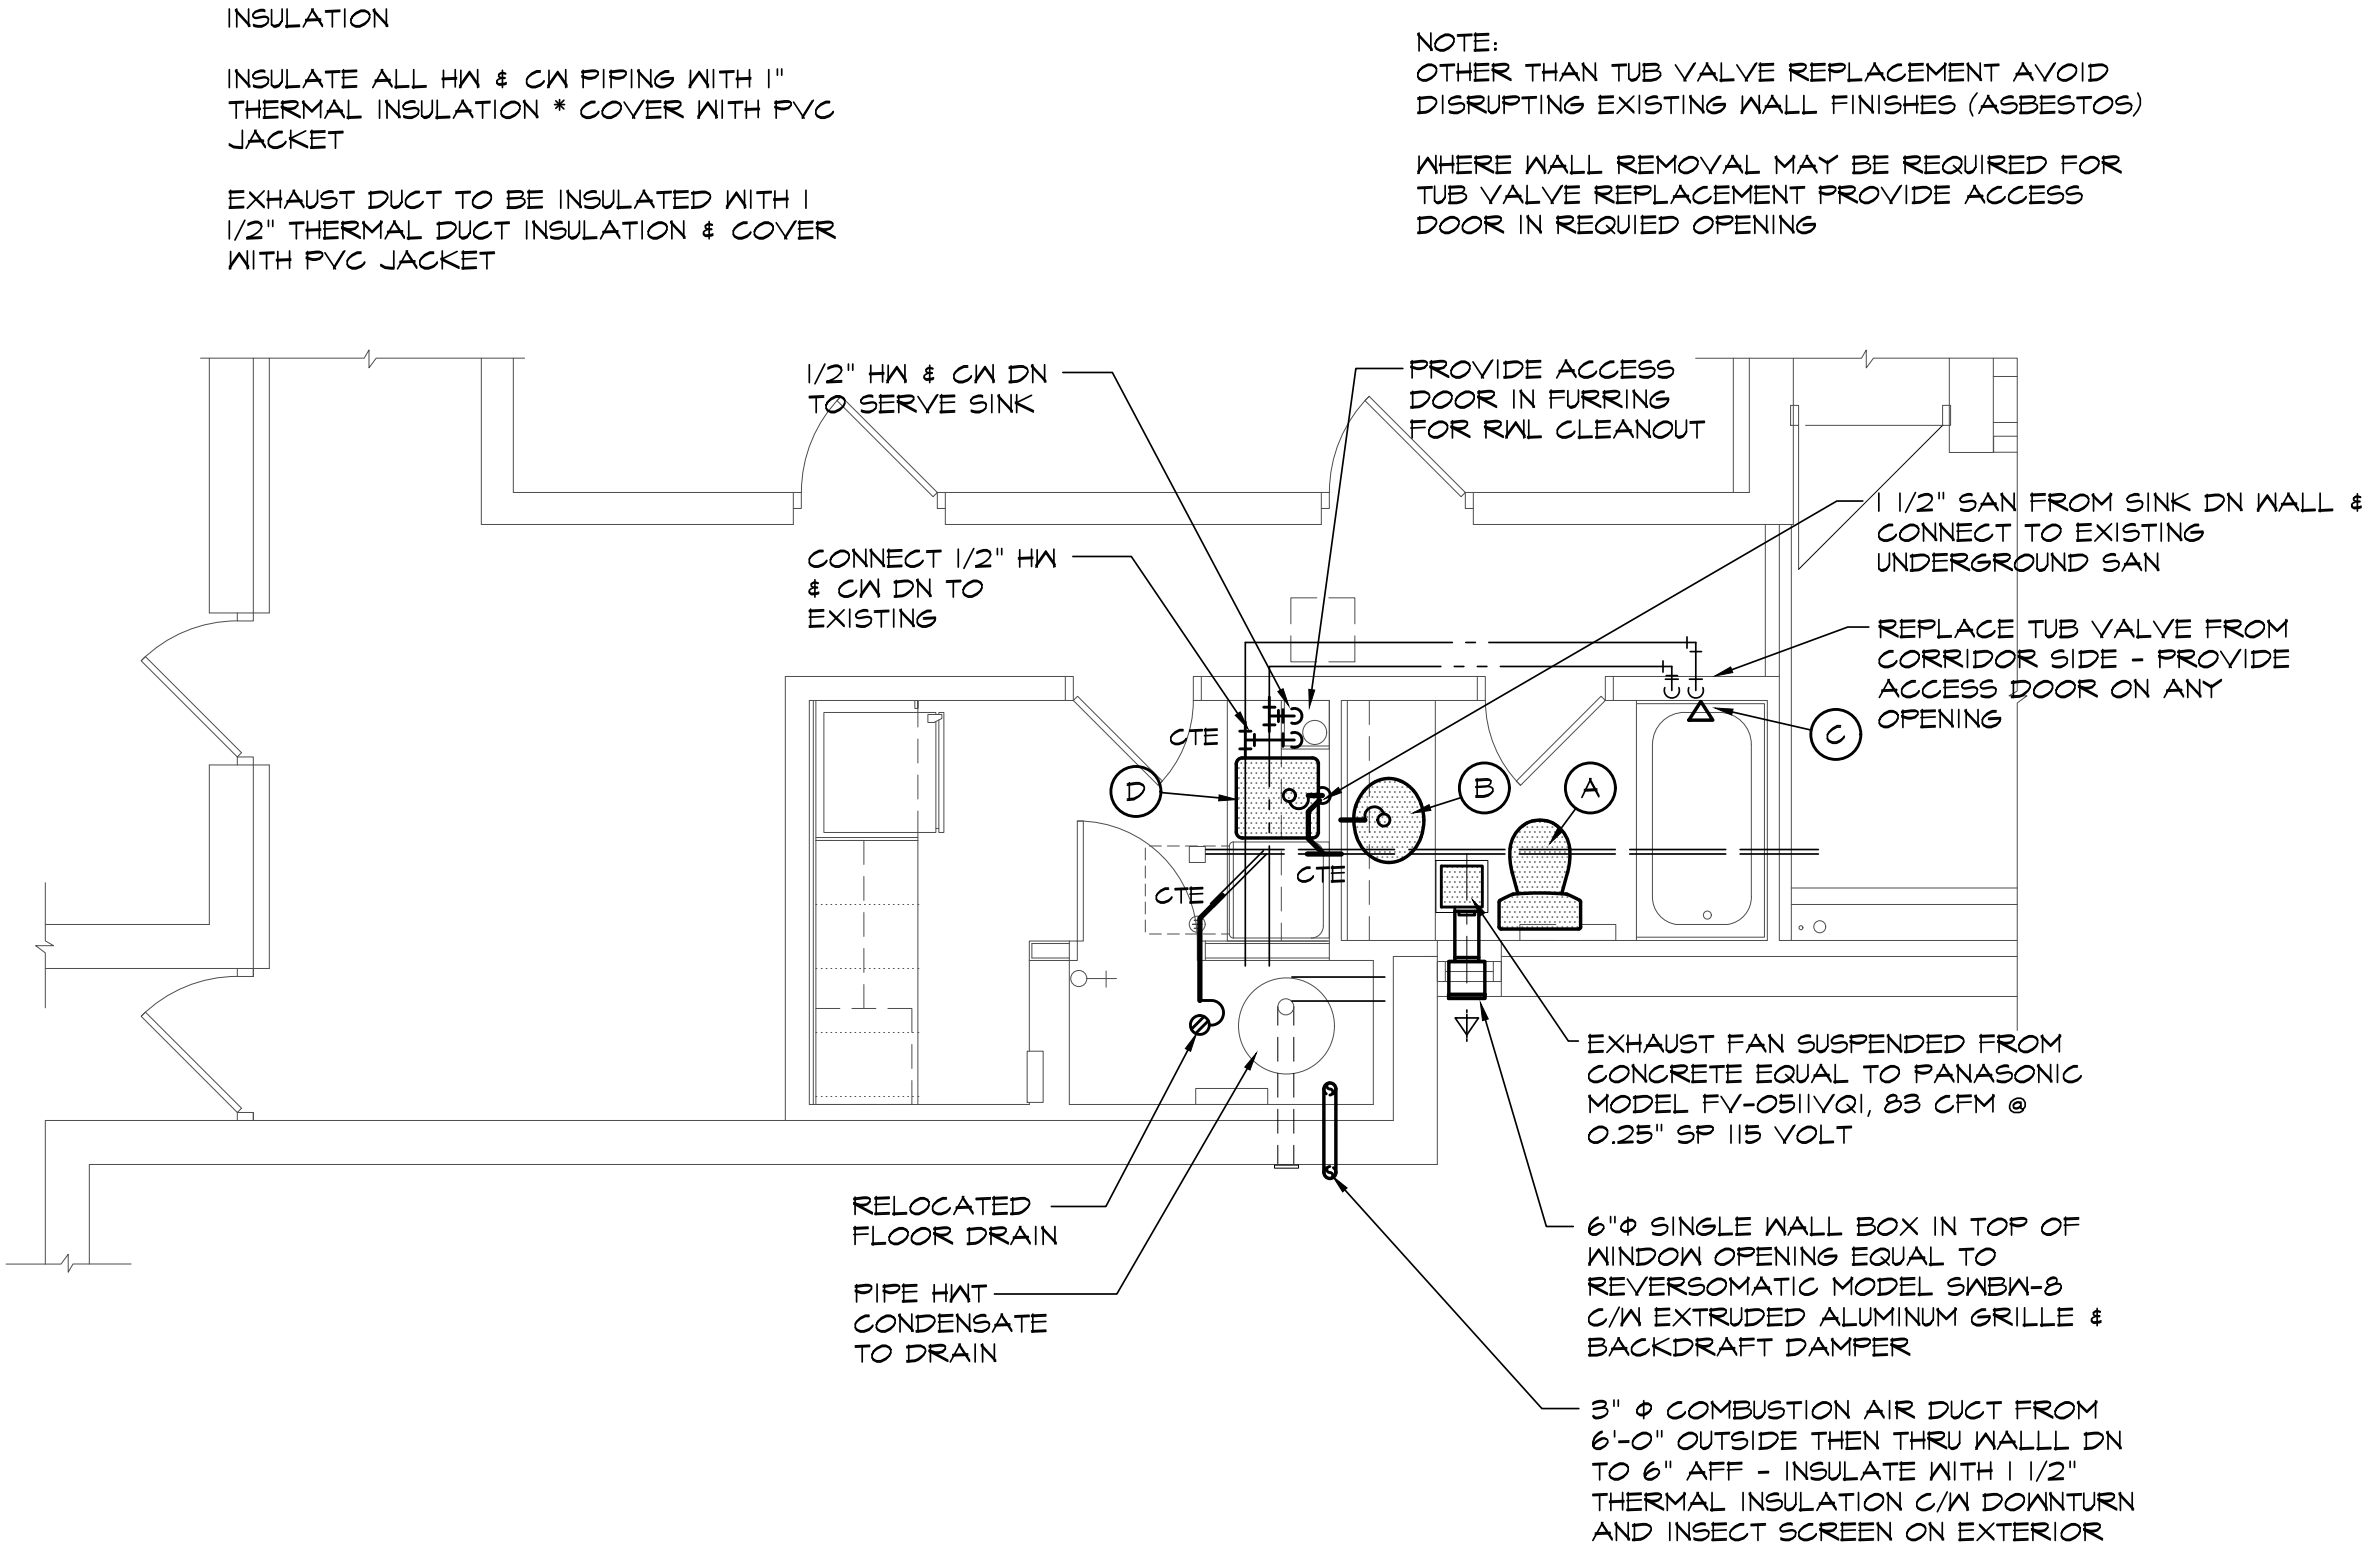 INSULATION
INSULATE ALL HW & CW PIPING WITH 1"
THERMAL INSULATION * COVER WITH PVC
JACKET
EXHAUST DUCT TO BE INSULATED WITH 1
1/2" THERMAL DUCT INSULATION & COVER
WITH PVC JACKET
NOTE:
OTHER THAN TUB VALVE REPLACEMENT AVOID
DISRUPTING EXISTING WALL FINISHES (ASBESTOS)
WHERE WALL REMOVAL MAY BE REQUIRED FOR
TUB VALVE REPLACEMENT PROVIDE ACCESS
DOOR IN REQUIED OPENING
1/2" HW & CW DN
TO SERVE SINK
PROVIDE ACCESS
DOOR IN FURRING
FOR RWL CLEANOUT
1 1/2" SAN FROM SINK DN WALL &
CONNECT TO EXISTING
UNDERGROUND SAN
CONNECT 1/2" HW
& CW DN TO
EXISTING
REPLACE TUB VALVE FROM
CORRIDOR SIDE - PROVIDE
ACCESS DOOR ON ANY
OPENING
CTE
C
D
B
A
CTE
CTE
EXHAUST FAN SUSPENDED FROM
CONCRETE EQUAL TO PANASONIC
MODEL FV-0511VQ1, 83 CFM @
0.25" SP 115 VOLT
RELOCATED
FLOOR DRAIN
6"Φ SINGLE WALL BOX IN TOP OF
WINDOW OPENING EQUAL TO
REVERSOMATIC MODEL SWBW-8
C/W EXTRUDED ALUMINUM GRILLE &
BACKDRAFT DAMPER
PIPE HWT
CONDENSATE
TO DRAIN
3" Φ COMBUSTION AIR DUCT FROM
6'-0" OUTSIDE THEN THRU WALLL DN
TO 6" AFF - INSULATE WITH 1 1/2"
THERMAL INSULATION C/W DOWNTURN
AND INSECT SCREEN ON EXTERIOR